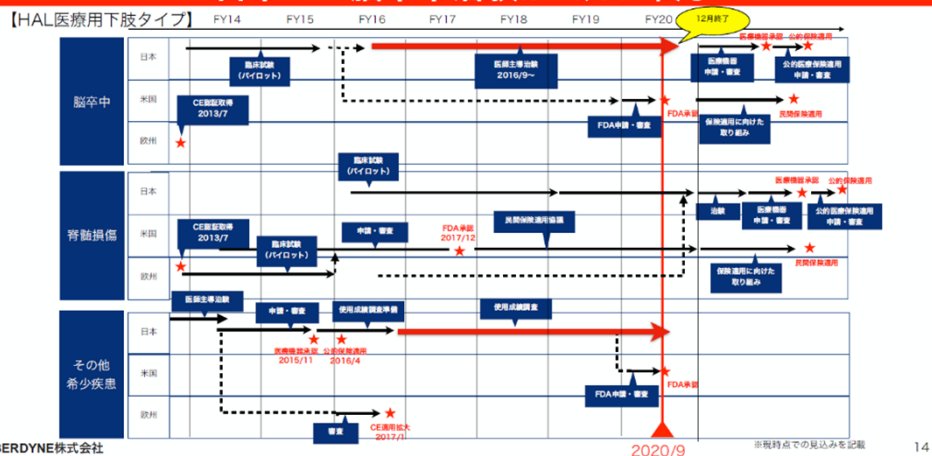 【HAL医療用下肢タイプ】
FY14 FY15 FY16 FY17 FY18 FY19 FY20
12月終了
脳卒中
日本
臨床試験
(パイロット)
医師主導治験
2016/9～
医療機器承認 公的保険適用
医療機器
申請・審査
公的医療保険適用
申請・審査
米国
CE認証取得
2013/7
FDA申請・審査
FDA承認
保険適用に向けた
取り組み
民間保険適用
欧州
脊髄損傷
日本
臨床試験
(パイロット)
治験
医療機器承認 公的保険適用
医療機器
申請・審査
公的医療保険適用
申請・審査
米国
CE認証取得
2013/7
臨床試験
(パイロット)
申請・審査
FDA承認
2017/12
民間保険適用協議
保険適用に向けた
取り組み
民間保険適用
欧州
その他
希少疾患
医師主導治験
日本
申請・審査
使用成績調査準備
使用成績調査
医療機器承認
2015/11
公的保険適用
2016/4
米国
FDA申請・審査
FDA承認
欧州
審査
CE適用拡大
2017/1
BERDYNE株式会社
2020/9
※現時点での見込みを記載
14